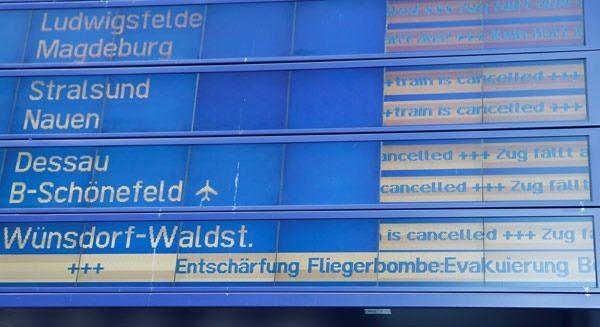 Ludwigsfelde
Magdeburg
+train is cancelled +++
Stralsund
+train is cancelled +++
Nauen
Dessau ancelled +++ Zug fällt a
B-Schönefeld cancelled +++ Zug fällt
Wünsdorf-Waldst. is cancelled +++ Zug fä
+++ Entschärfung Fliegerbombe:Evakuierung B